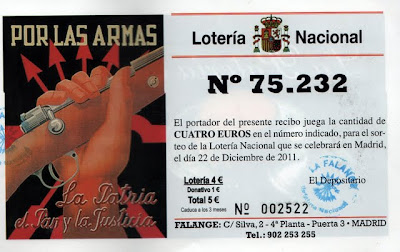 POR LAS ARMAS
La Patria
el Pan y la Justicia
Lotería Nacional
Nº 75.232
El portador del presente recibo juega la cantidad de
CUATRO EUROS en el número indicado, para el sor-
teo de la Lotería Nacional que se celebrará en Madrid,
el día 22 de Diciembre de 2011.
Lotería 4 €
Donativo 1 €
Total 5 €
Caduca a los 3 meses
El Depositario
LA FALANGE
Nº 002522
FALANGE: C/ Silva, 2 - 4ª Planta - Puerta 3 • MADRID
Tel.: 902 253 255